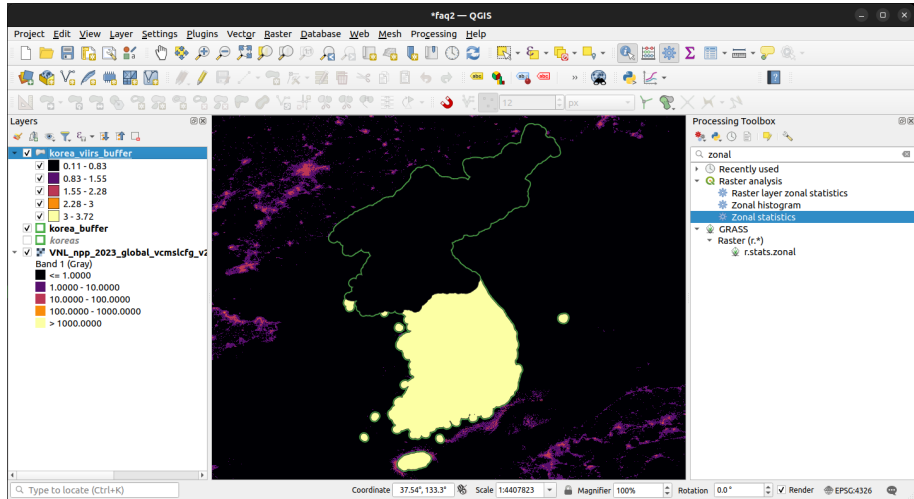 *faq2 — QGIS
Project Edit View Layer Settings Plugins Vector Raster Database Web Mesh Processing Help
abc
abc
»
?
12
px
Layers
korea_viirs_buffer
0.11 - 0.83
0.83 - 1.55
1.55 - 2.28
2.28 - 3
3 - 3.72
korea_buffer
koreas
VNL_npp_2023_global_vcmslcfg_v2
Band 1 (Gray)
<= 1.0000
1.0000 - 10.0000
10.0000 - 100.0000
100.0000 - 1000.0000
> 1000.0000
Processing Toolbox
zonal
Recently used
Raster analysis
Raster layer zonal statistics
Zonal histogram
Zonal statistics
GRASS
Raster (r.*)
r.stats.zonal
Type to locate (Ctrl+K)
Coordinate 37.54°, 133.3° Scale 1:4407823 Magnifier 100% Rotation 0.0° Render EPSG:4326